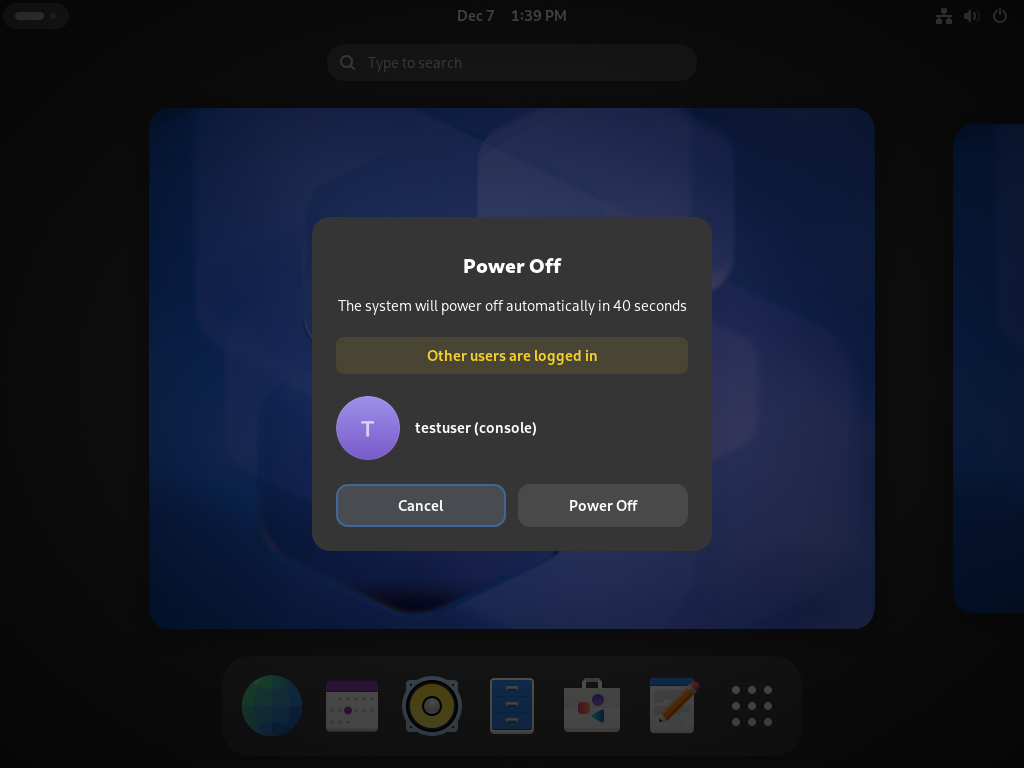 Dec 7 1:39 PM
Type to search
Power Off
The system will power off automatically in 40 seconds
Other users are logged in
T
testuser (console)
Cancel
Power Off